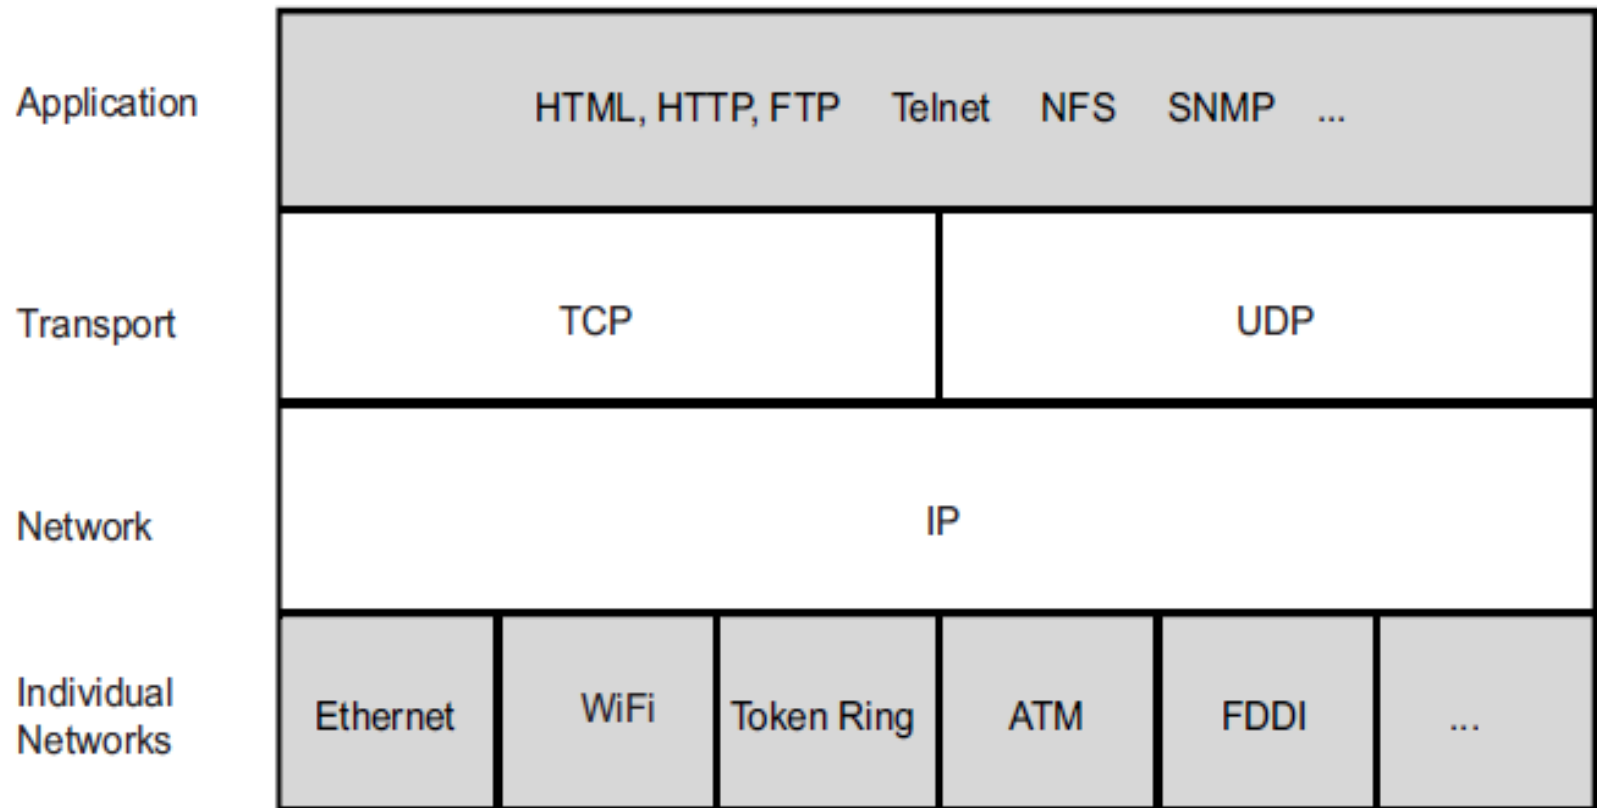 Application
HTML, HTTP, FTP Telnet NFS SNMP ...
Transport
TCP
UDP
Network
IP
Individual
Networks
Ethernet
WiFi
Token Ring
ATM
FDDI
...